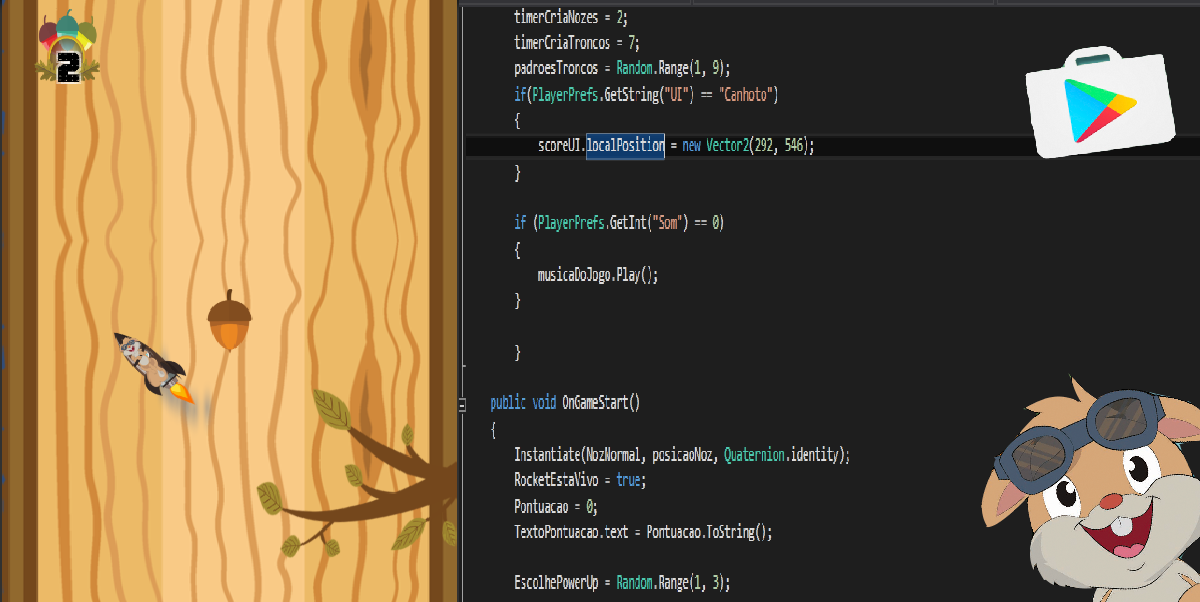 2
timerCriaNozes = 2;
timerCriaTroncos = 7;
padroesTroncos = Random.Range(1, 9);
if(PlayerPrefs.GetString("UI") == "Canhoto")
{
scoreUI.localPosition = new Vector2(292, 546);
}
if (PlayerPrefs.GetInt("Som") == 0)
{
musicaDoJogo.Play();
}
}
public void OnGameStart()
{
Instantiate(NozNormal, posicaoNoz, Quaternion.identity);
RocketEstaVivo = true;
Pontuacao = 0;
TextoPontuacao.text = Pontuacao.ToString();
EscolhePowerUp = Random.Range(1, 3);